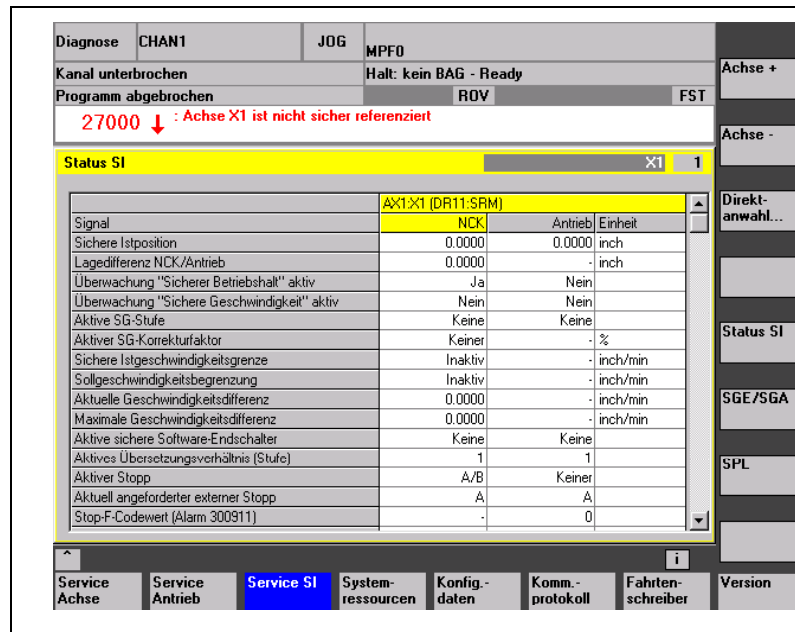 Diagnose CHAN1 JOG MPF0
Kanal unterbrochen Halt: kein BAG - Ready
Programm abgebrochen ROV FST
27000 ↓ : Achse X1 ist nicht sicher referenziert
Status SI X1 1
AX1:X1 (DR11:SRM)
Signal NCK Antrieb Einheit
Sichere Istposition 0.0000 0.0000 inch
Lagedifferenz NCK/Antrieb 0.0000 - inch
Überwachung "Sicherer Betriebshalt" aktiv Ja Nein
Überwachung "Sichere Geschwindigkeit" aktiv Nein Nein
Aktive SG-Stufe Keine Keine
Aktiver SG-Korrekturfaktor Keiner - %
Sichere Istgeschwindigkeitsgrenze Inaktiv - inch/min
Sollgeschwindigkeitsbegrenzung Inaktiv - inch/min
Aktuelle Geschwindigkeitsdifferenz 0.0000 - inch/min
Maximale Geschwindigkeitsdifferenz 0.0000 - inch/min
Aktive sichere Software-Endschalter Keine Keine
Aktives Übersetzungsverhältnis (Stufe) 1 1
Aktiver Stopp A/B Keiner
Aktuell angeforderter externer Stopp A A
Stop-F-Codewert (Alarm 300911) - 0
Achse +
Achse -
Direkt-
anwahl...
Status SI
SGE/SGA
SPL
^ i
Service
Achse
Service
Antrieb
Service SI
System-
ressourcen
Konfig.-
daten
Komm.-
protokoll
Fahrten-
schreiber
Version